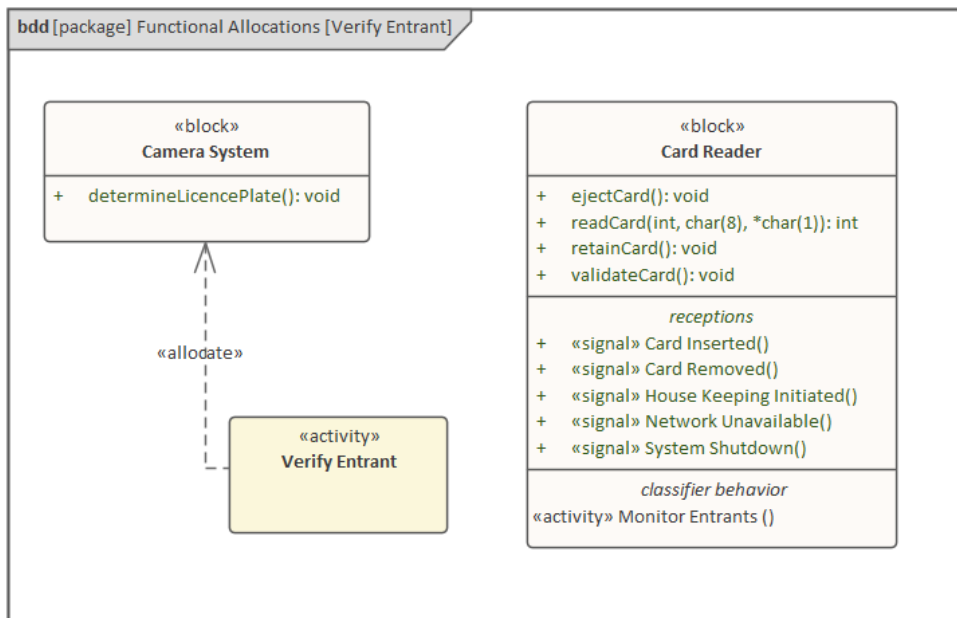 bdd [package] Functional Allocations [Verify Entrant]
«block»
Camera System
+ determineLicencePlate(): void
«allocate»
«activity»
Verify Entrant
«block»
Card Reader
+ ejectCard(): void
+ readCard(int, char(8), *char(1)): int
+ retainCard(): void
+ validateCard(): void
receptions
+ «signal» Card Inserted()
+ «signal» Card Removed()
+ «signal» House Keeping Initiated()
+ «signal» Network Unavailable()
+ «signal» System Shutdown()
classifier behavior
«activity» Monitor Entrants ()